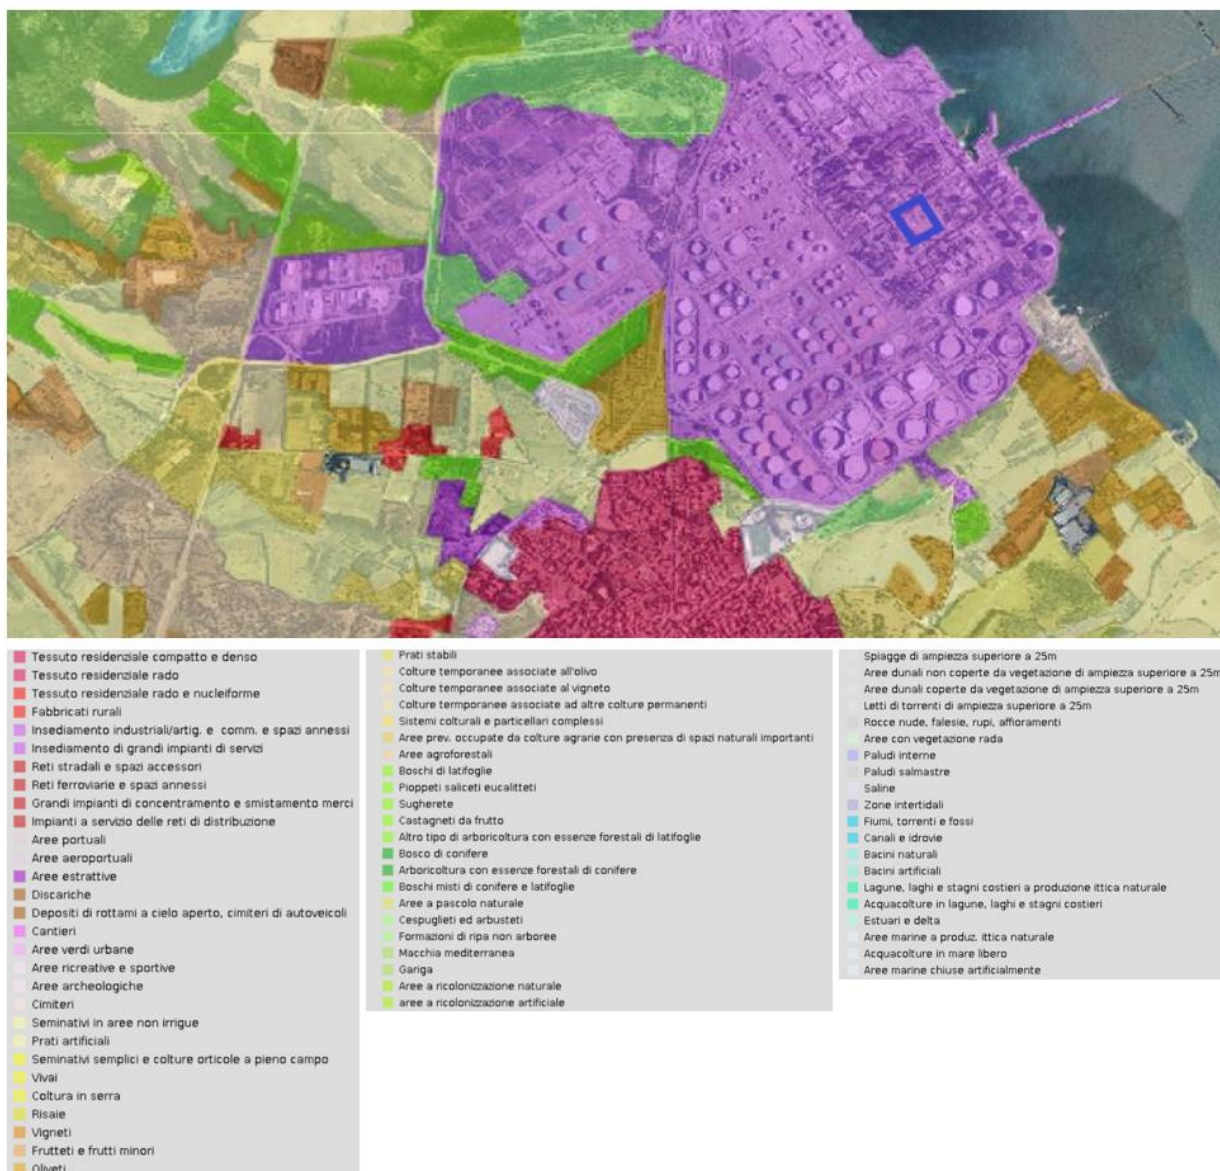 Tessuto residenziale compatto e denso
Tessuto residenziale rado
Tessuto residenziale rado e nucleiforme
Fabbricati rurali
Insediamento industriali/artig. e comm. e spazi annessi
Insediamento di grandi impianti di servizi
Reti stradali e spazi accessori
Reti ferroviarie e spazi annessi
Grandi impianti di concentramento e smistamento merci
Impianti a servizio delle reti di distribuzione
Aree portuali
Aree aeroportuali
Aree estrattive
Discariche
Depositi di rottami a cielo aperto, cimiteri di autoveicoli
Cantieri
Aree verdi urbane
Aree ricreative e sportive
Aree archeologiche
Cimiteri
Seminativi in aree non irrigue
Prati artificiali
Seminativi semplici e colture orticole a pieno campo
Vivai
Coltura in serra
Risaie
Vigneti
Frutteti e frutti minori
Oliveti
Prati stabili
Colture temporanee associate all'olivo
Colture temporanee associate al vigneto
Colture termporanee associate ad altre colture permanenti
Sistemi colturali e particellari complessi
Aree prev. occupate da colture agrarie con presenza di spazi naturali importanti
Aree agroforestali
Boschi di latifoglie
Pioppeti saliceti eucalitteti
Sugherete
Castagneti da frutto
Altro tipo di arboricoltura con essenze forestali di latifoglie
Bosco di conifere
Arboricoltura con essenze forestali di conifere
Boschi misti di conifere e latifoglie
Aree a pascolo naturale
Cespuglieti ed arbusteti
Formazioni di ripa non arboree
Macchia mediterranea
Gariga
Aree a ricolonizzazione naturale
aree a ricolonizzazione artificiale
Spiagge di ampiezza superiore a 25m
Aree dunali non coperte da vegetazione di ampiezza superiore a 25m
Aree dunali coperte da vegetazione di ampiezza superiore a 25m
Letti di torrenti di ampiezza superiore a 25m
Rocce nude, falesie, rupi, affioramenti
Aree con vegetazione rada
Paludi interne
Paludi salmastre
Saline
Zone intertidali
Fiumi, torrenti e fossi
Canali e idrovie
Bacini naturali
Bacini artificiali
Lagune, laghi e stagni costieri a produzione ittica naturale
Acquacolture in lagune, laghi e stagni costieri
Estuari e delta
Aree marine a produz. ittica naturale
Acquacolture in mare libero
Aree marine chiuse artificialmente